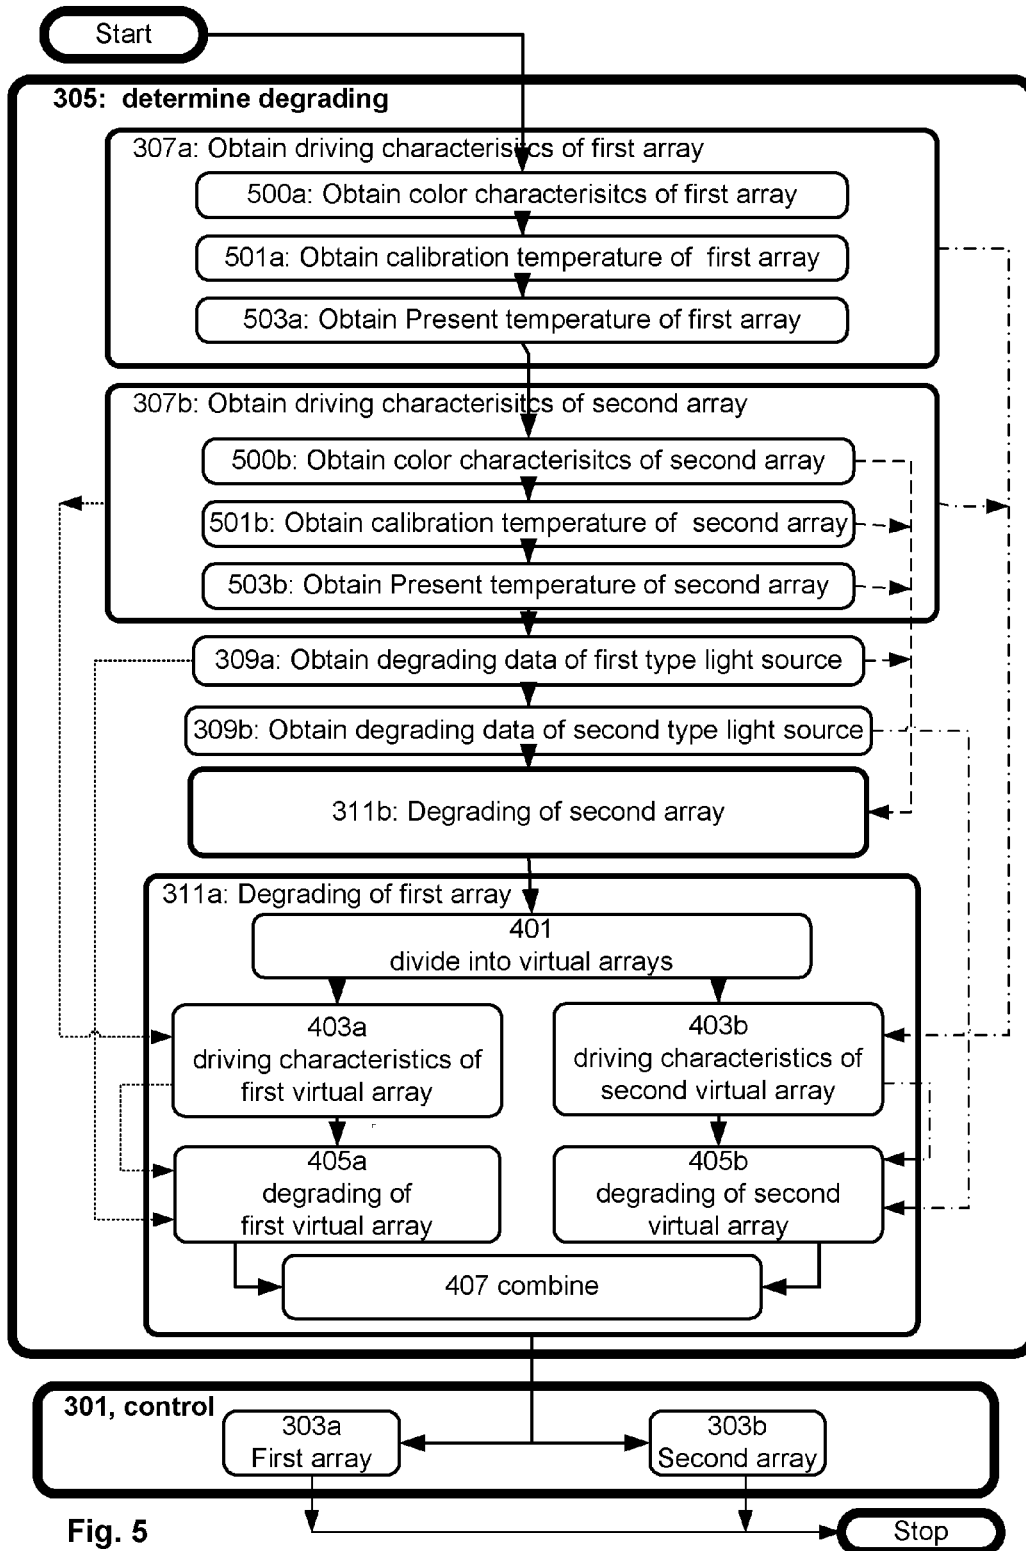 Start
305: determine degrading
307a: Obtain driving characterisitcs of first array
500a: Obtain color characterisitcs of first array
501a: Obtain calibration temperature of first array
503a: Obtain Present temperature of first array
307b: Obtain driving characterisitcs of second array
500b: Obtain color characterisitcs of second array
501b: Obtain calibration temperature of second array
503b: Obtain Present temperature of second array
309a: Obtain degrading data of first type light source
309b: Obtain degrading data of second type light source
311b: Degrading of second array
311a: Degrading of first array
401
divide into virtual arrays
403a
driving characteristics of
first virtual array
403b
driving characteristics of
second virtual array
405a
degrading of
first virtual array
405b
degrading of second
virtual array
407 combine
301, control
303a
First array
303b
Second array
Fig. 5
Stop